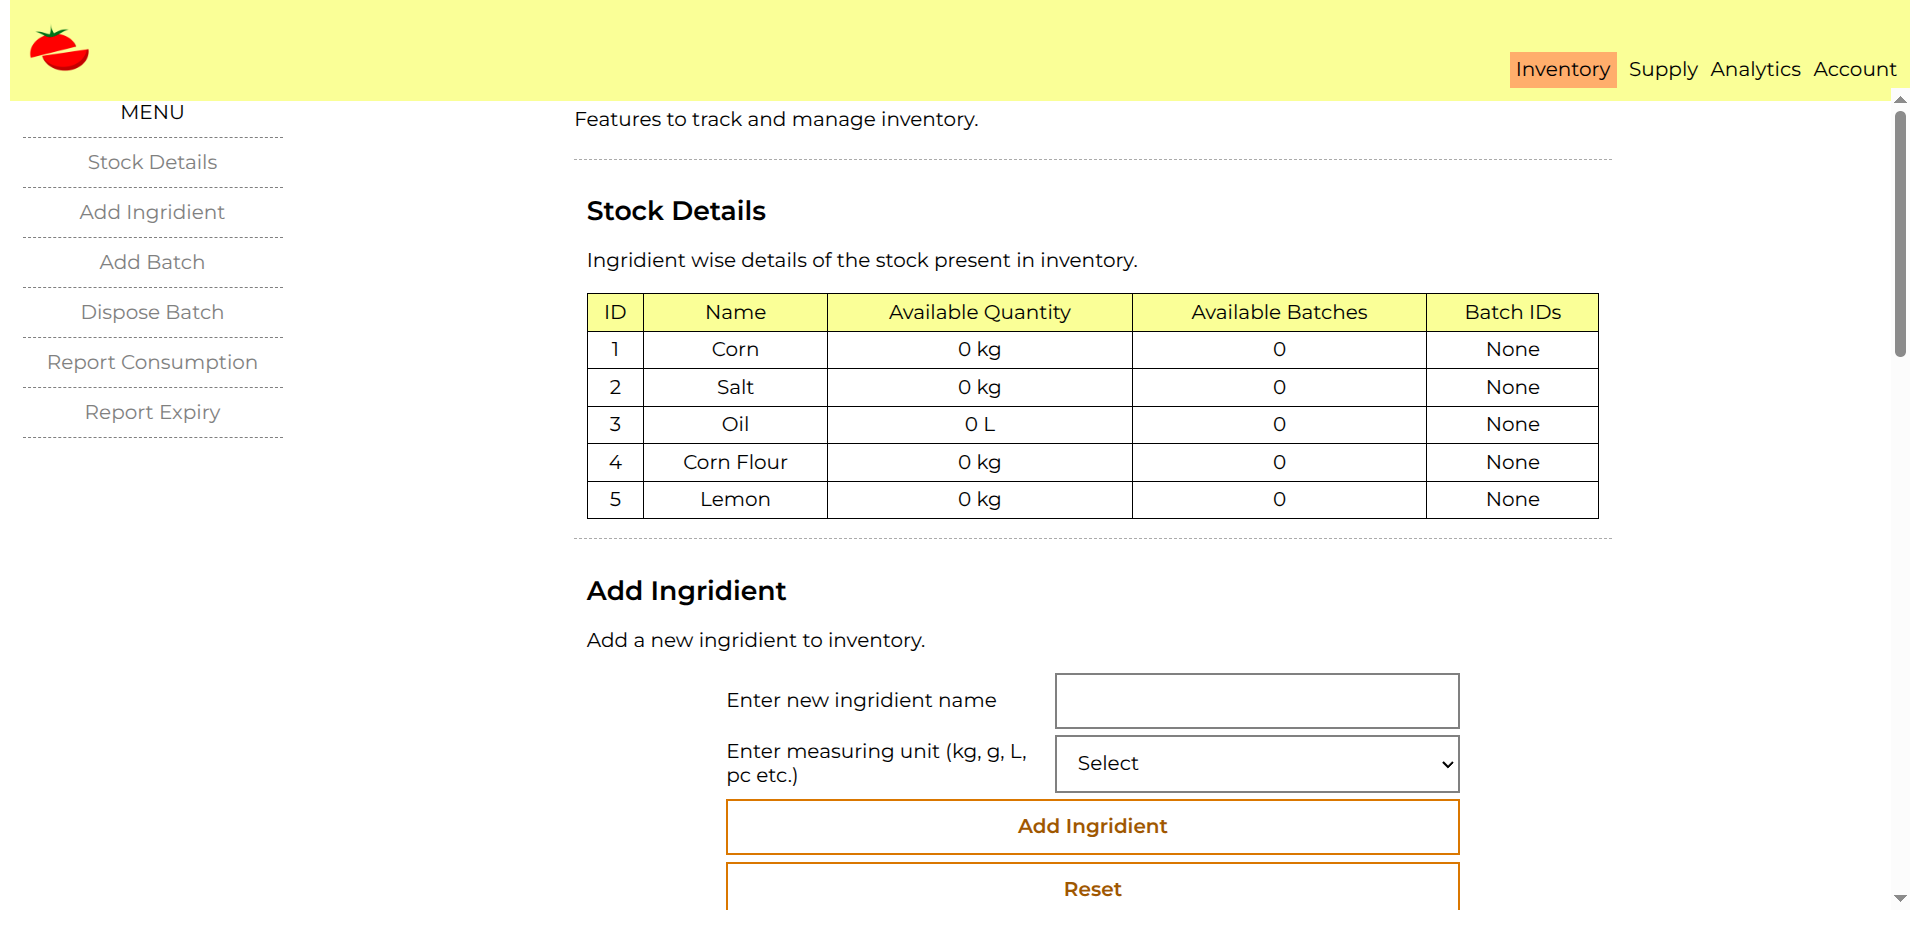 Inventory Supply Analytics Account
MENU
Stock Details
Add Ingridient
Add Batch
Dispose Batch
Report Consumption
Report Expiry
Features to track and manage inventory.
Stock Details
Ingridient wise details of the stock present in inventory.
ID Name Available Quantity Available Batches Batch IDs
1 Corn 0 kg 0 None
2 Salt 0 kg 0 None
3 Oil 0 L 0 None
4 Corn Flour 0 kg 0 None
5 Lemon 0 kg 0 None
Add Ingridient
Add a new ingridient to inventory.
Enter new ingridient name
Enter measuring unit (kg, g, L,
pc etc.)
Select
Add Ingridient
Reset